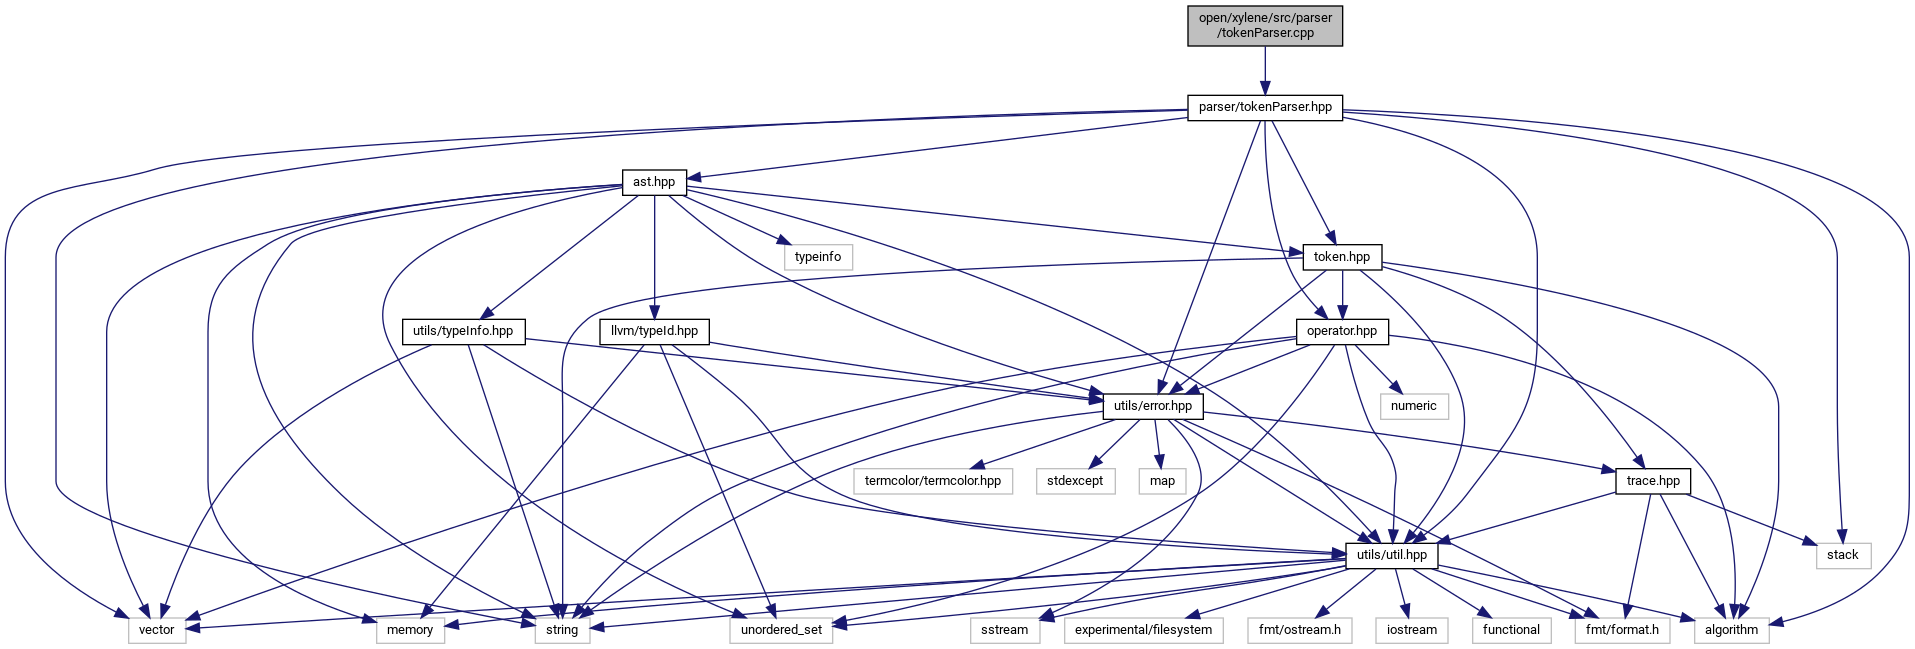 open/xylene/src/parser
/tokenParser.cpp
parser/tokenParser.hpp
ast.hpp
typeinfo
token.hpp
utils/typeInfo.hpp
llvm/typeId.hpp
operator.hpp
utils/error.hpp
numeric
termcolor/termcolor.hpp
stdexcept
map
trace.hpp
utils/util.hpp
stack
vector
memory
string
unordered_set
sstream
experimental/filesystem
fmt/ostream.h
iostream
functional
fmt/format.h
algorithm